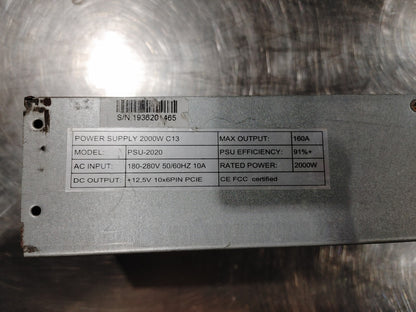 S/N 1936201465
POWER SUPPLY 2000W C13 MAX OUTPUT: 160A
MODEL: PSU-2020 PSU EFFICIENCY: 91%+
AC INPUT: 180-280V 50/60HZ 10A RATED POWER: 2000W
DC OUTPUT: +12,5V 10x6PIN PCIE CE FCC certified